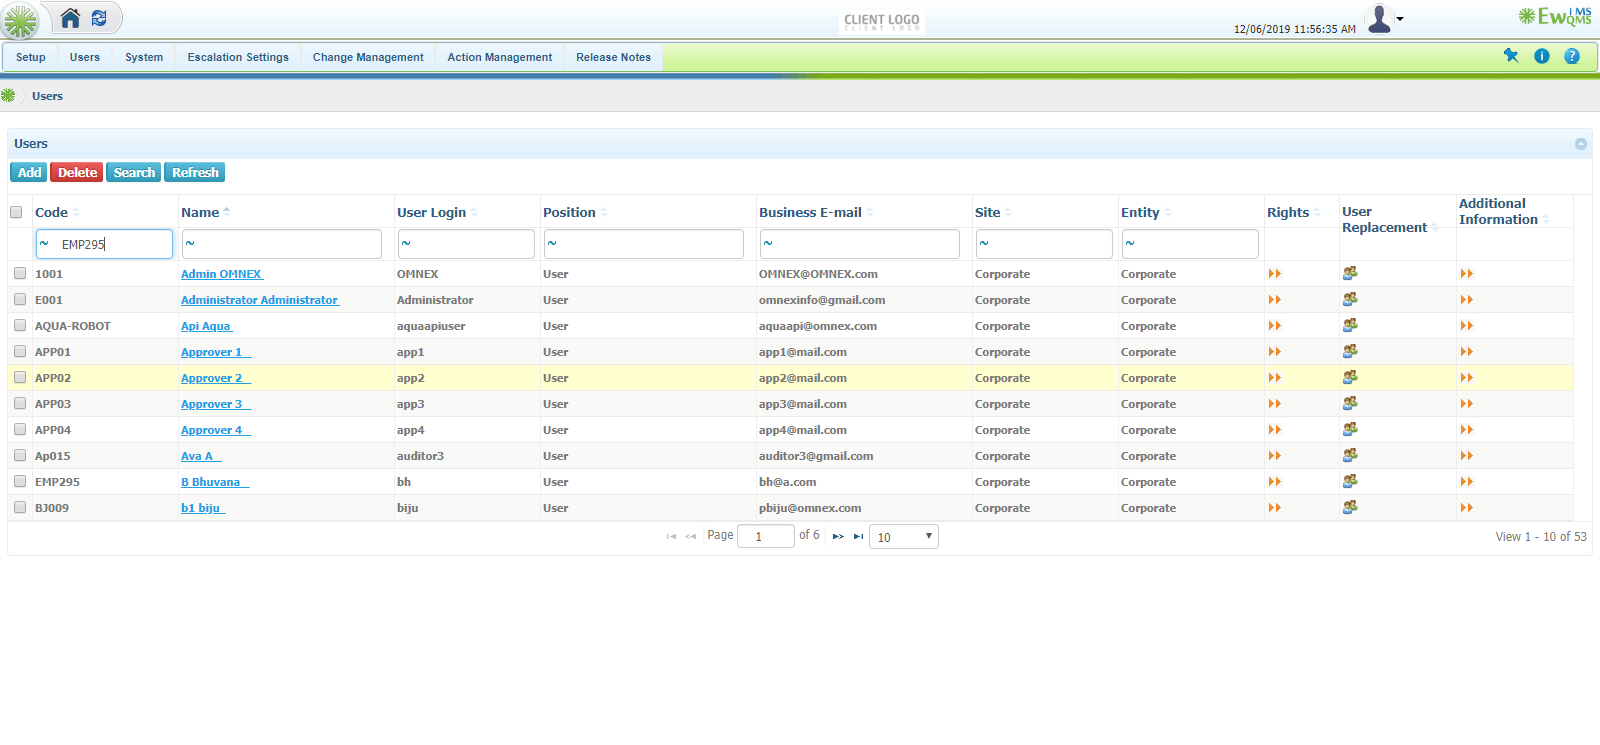 CLIENT LOGO
CLIENT LOGO
12/06/2019 11:56:35 AM
EwIMS
QMS
Setup Users System Escalation Settings Change Management Action Management Release Notes
Users
Users
Add Delete Search Refresh
Code Name User Login Position Business E-mail Site Entity Rights User Replacement Additional Information
~ EMP295 ~ ~ ~ ~ ~ ~
1001 Admin OMNEX OMNEX User OMNEX@OMNEX.com Corporate Corporate
E001 Administrator Administrator Administrator User omnexinfo@gmail.com Corporate Corporate
AQUA-ROBOT Api Aqua aquaapiuser User aquaapi@omnex.com Corporate Corporate
APP01 Approver 1 app1 User app1@mail.com Corporate Corporate
APP02 Approver 2 app2 User app2@mail.com Corporate Corporate
APP03 Approver 3 app3 User app3@mail.com Corporate Corporate
APP04 Approver 4 app4 User app4@mail.com Corporate Corporate
Ap015 Ava A auditor3 User auditor3@gmail.com Corporate Corporate
EMP295 B Bhuvana bh User bh@a.com Corporate Corporate
BJ009 b1 biju biju User pbiju@omnex.com Corporate Corporate
Page 1 of 6 10 View 1 - 10 of 53